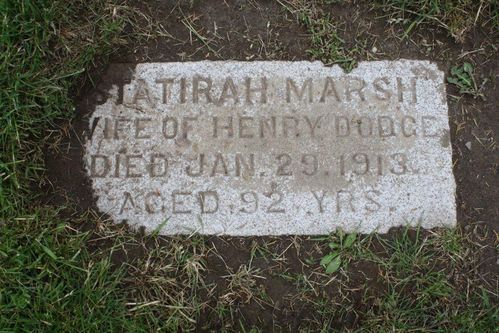 STATIRAH MARSH
WIFE OF HENRY DODGE
DIED JAN. 29. 1913.
AGED 92 YRS.